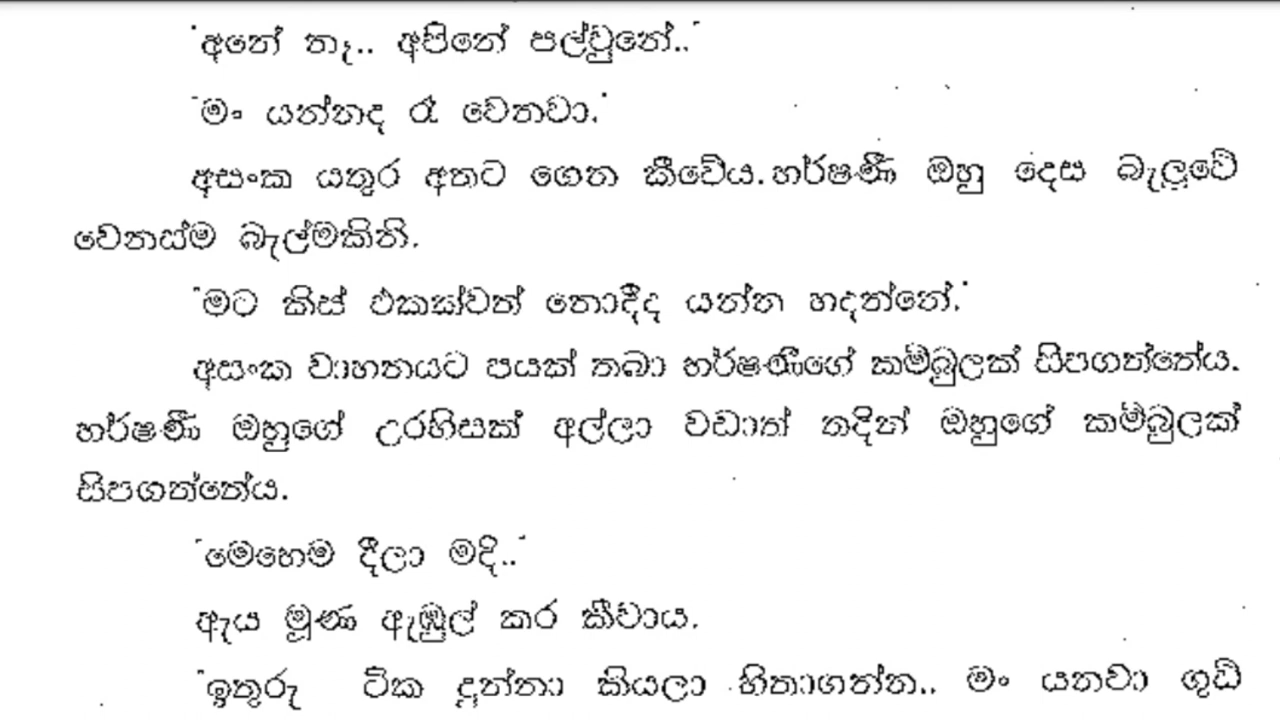 'අනේ නෑ.. අපිනේ පල්වුනේ..'
'මං යන්නද රෑ වෙනවා.'
අසංක යතුර අතට ගෙන කීවේය. හර්ෂණී ඔහු දෙස බැලුවේ
වෙනස්ම බැල්මකිනි.
'මට කිස් එකක්වත් නොදීද යන්න හදන්නේ.'
අසංක වාහනයට පයක් තබා හර්ෂණීගේ කම්බුලක් සිපගත්තේය.
හර්ෂණී ඔහුගේ උරහිසක් අල්ලා වඩාත් තදින් ඔහුගේ කම්බුලක්
සිපගත්තේය.
'මෙහෙම දීලා මදි..'
ඇය මූණ ඇඹුල් කර කීවාය.
'ඉතුරු ටික දුන්නා කියලා හිතාගන්න.. මං යනවා ගුඩ්